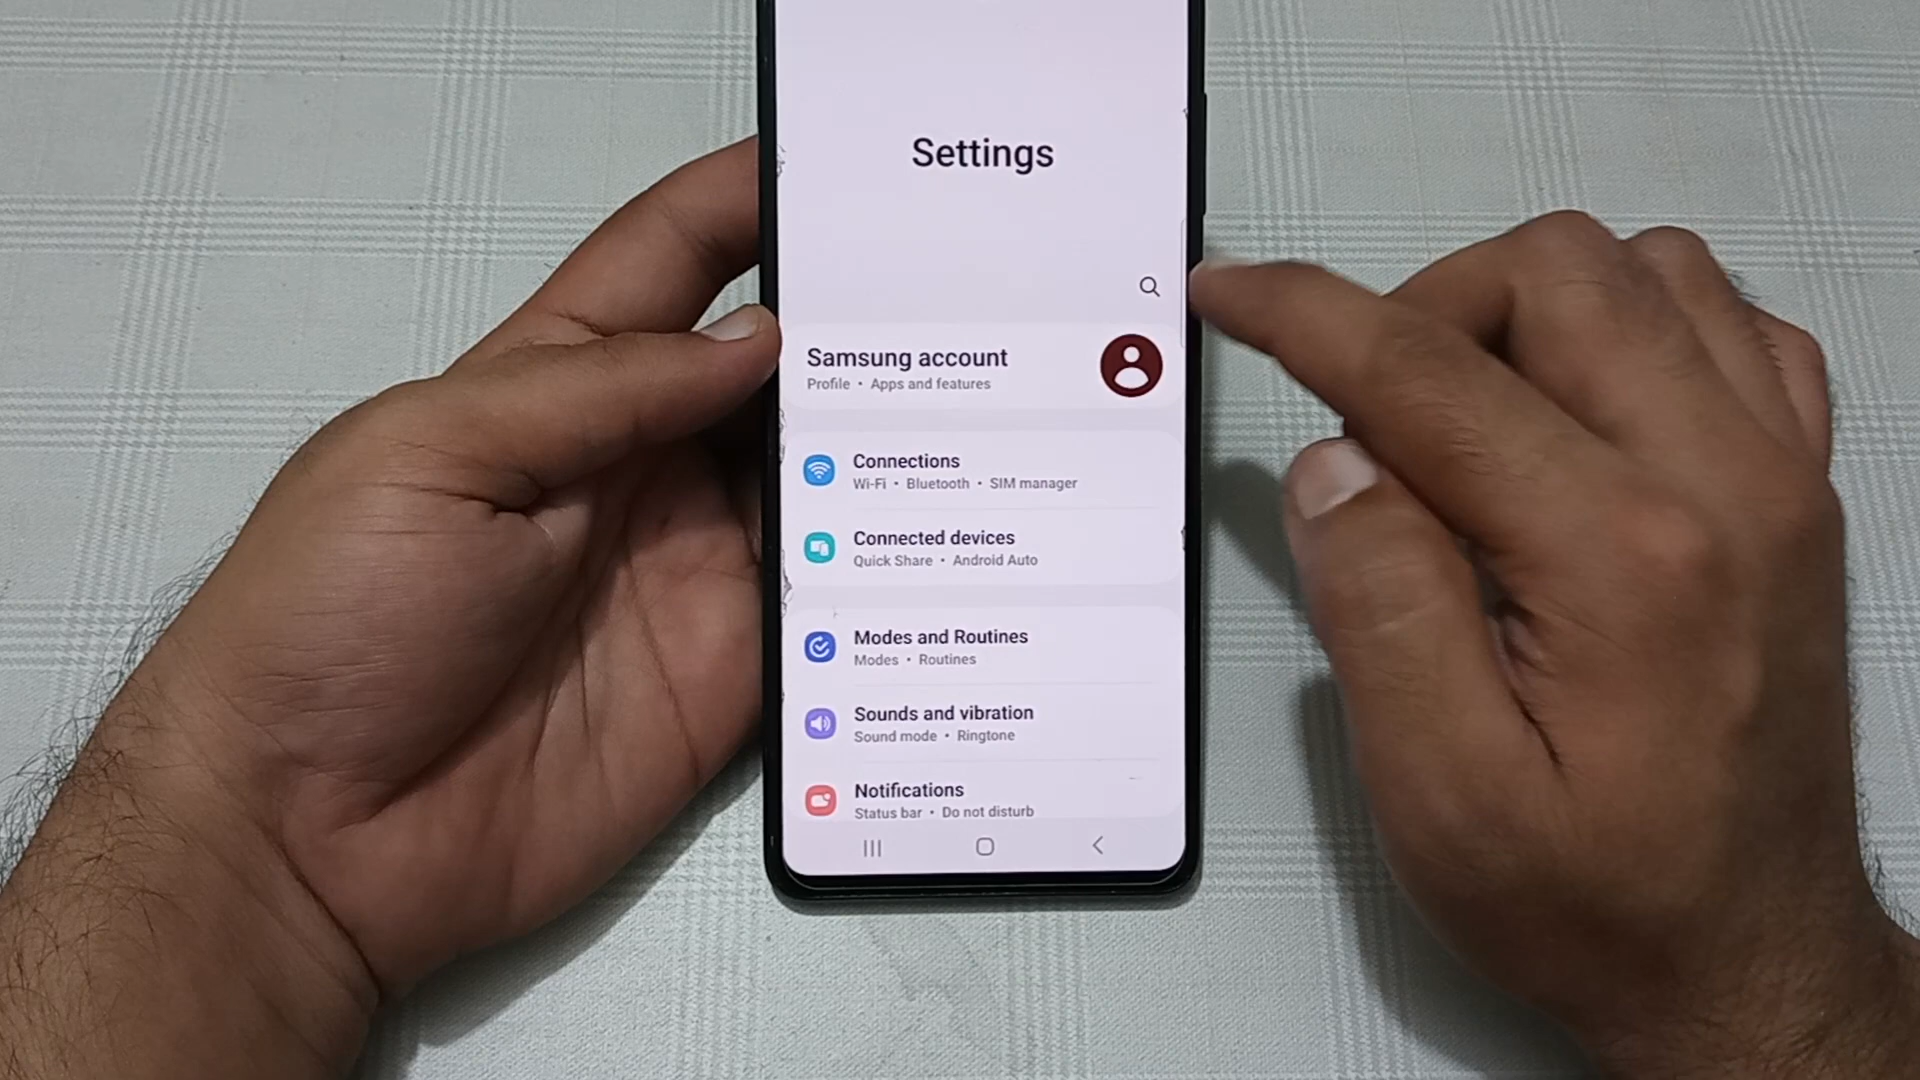 Settings
Samsung account
Profile • Apps and features
Connections
Wi-Fi • Bluetooth • SIM manager
Connected devices
Quick Share • Android Auto
Modes and Routines
Modes • Routines
Sounds and vibration
Sound mode • Ringtone
Notifications
Status bar • Do not disturb